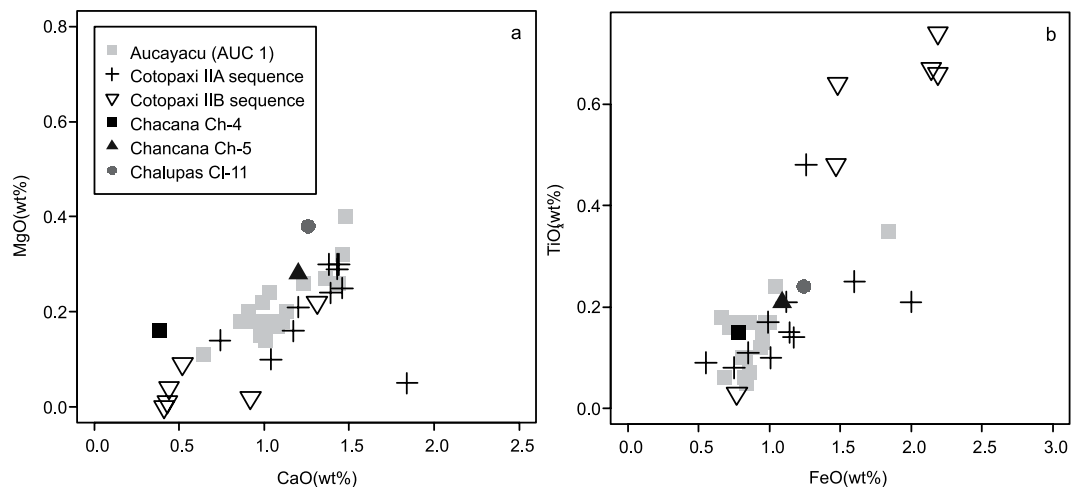 0.8
a
b
Aucayacu (AUC 1)
Cotopaxi IIA sequence
Cotopaxi IIB sequence
Chacana Ch-4
Chancana Ch-5
Chalupas Cl-11
0.6
0.4
0.2
0.0
MgO(wt%)
0.0 0.5 1.0 1.5 2.0 2.5
CaO(wt%)
0.6
0.4
0.2
0.0
TiO2(wt%)
0.0 0.5 1.0 1.5 2.0 2.5 3.0
FeO(wt%)